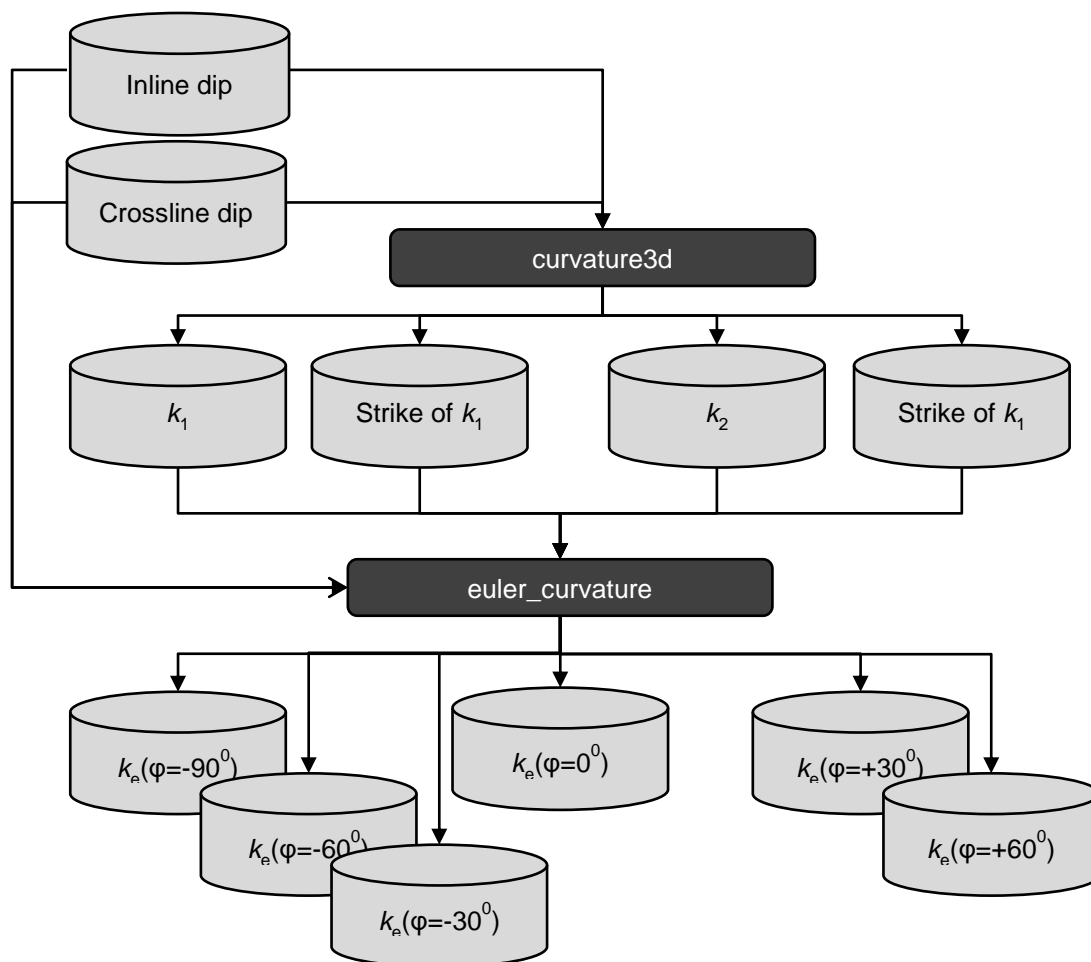 Inline dip
Crossline dip
curvature3d
k₁
Strike of k₁
k₂
Strike of k₁
euler_curvature
kₑ(φ=-90⁰)
kₑ(φ=-60⁰)
kₑ(φ=-30⁰)
kₑ(φ=0⁰)
kₑ(φ=+30⁰)
kₑ(φ=+60⁰)